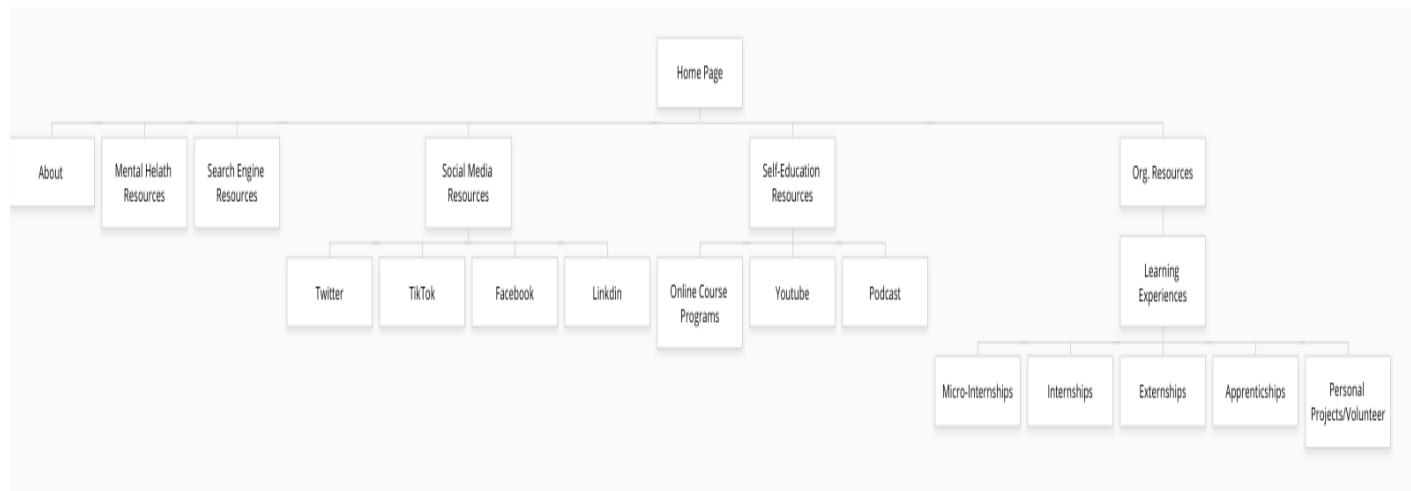 Home Page
About
Mental Helath
Resources
Search Engine
Resources
Social Media
Resources
Self-Education
Resources
Org. Resources
Twitter
TikTok
Facebook
Linkdin
Online Course
Programs
Youtube
Podcast
Learning
Experiences
Micro-Internships
Internships
Externships
Apprenticships
Personal
Projects/Volunteer